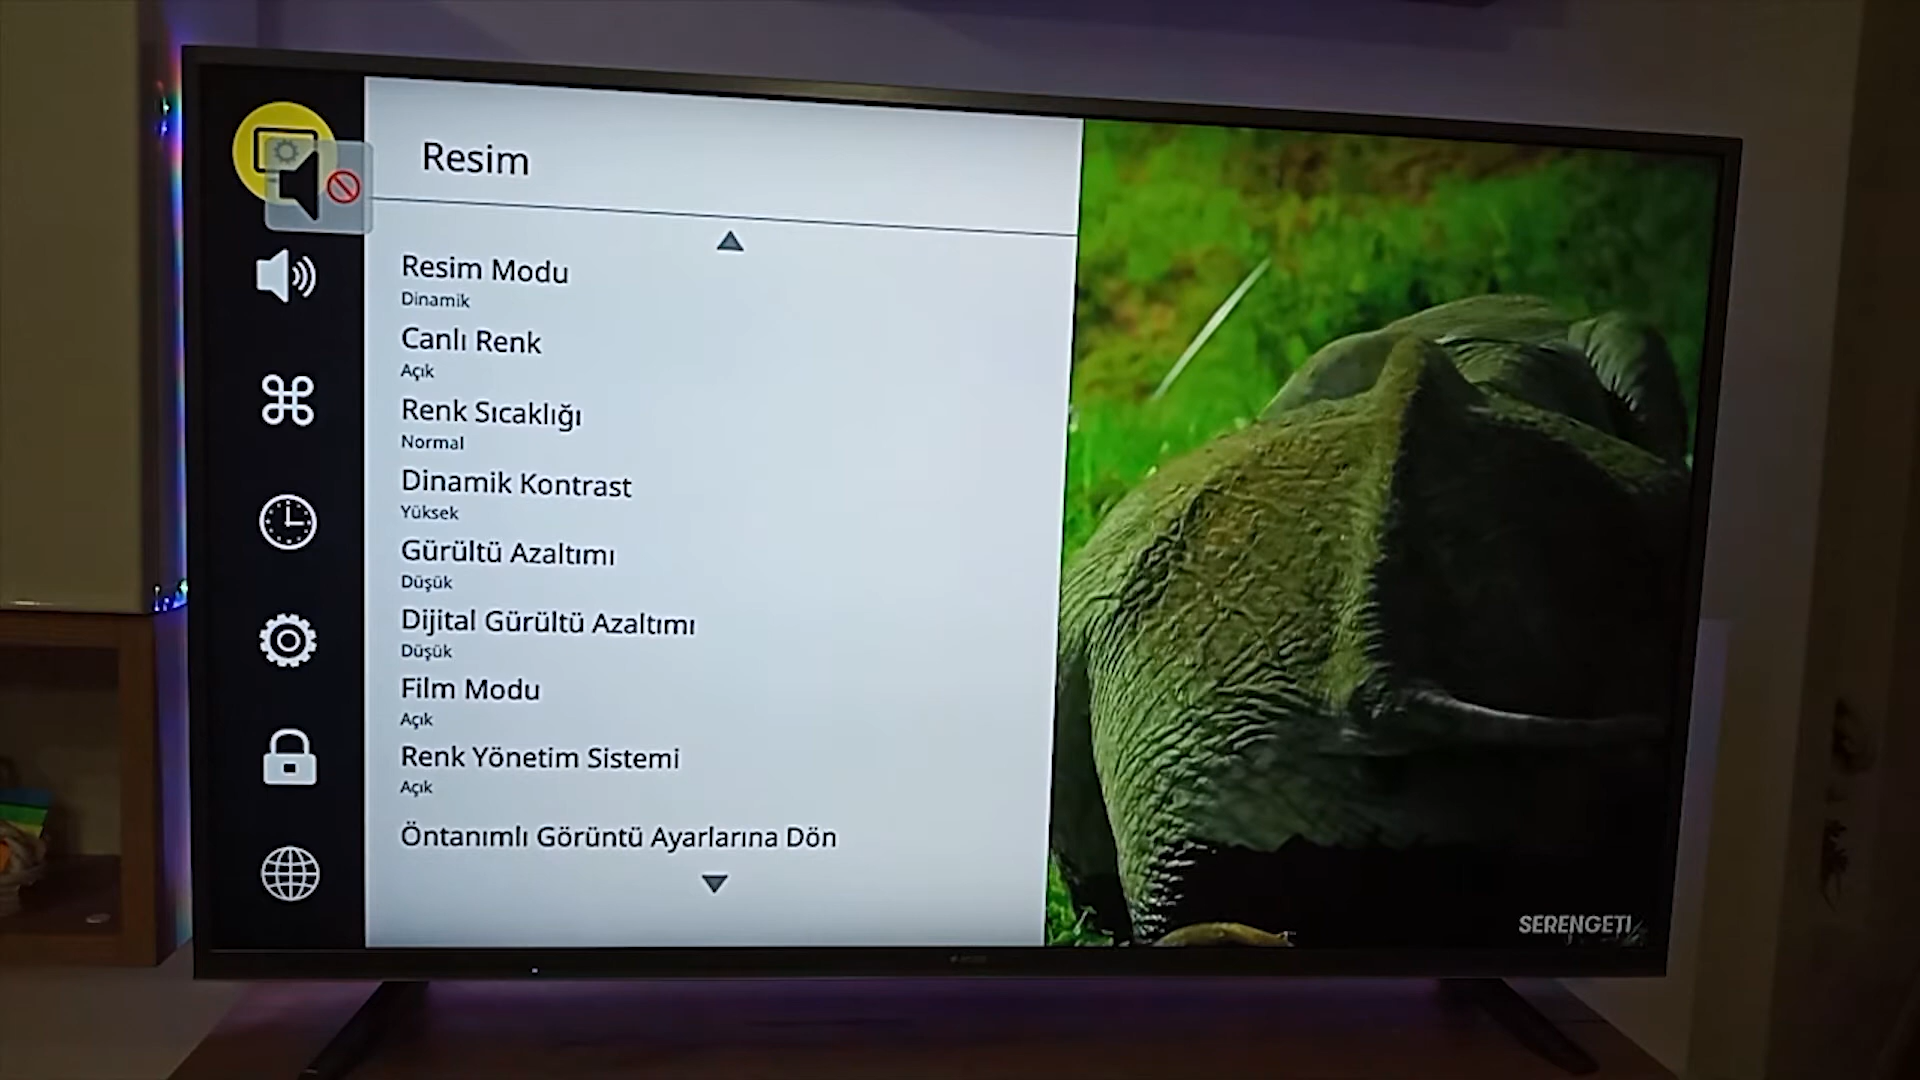 Resim
Resim Modu
Dinamik
Canlı Renk
Açık
Renk Sıcaklığı
Normal
Dinamik Kontrast
Yüksek
Gürültü Azaltımı
Düşük
Dijital Gürültü Azaltımı
Düşük
Film Modu
Açık
Renk Yönetim Sistemi
Açık
Öntanımlı Görüntü Ayarlarına Dön
SERENGETI